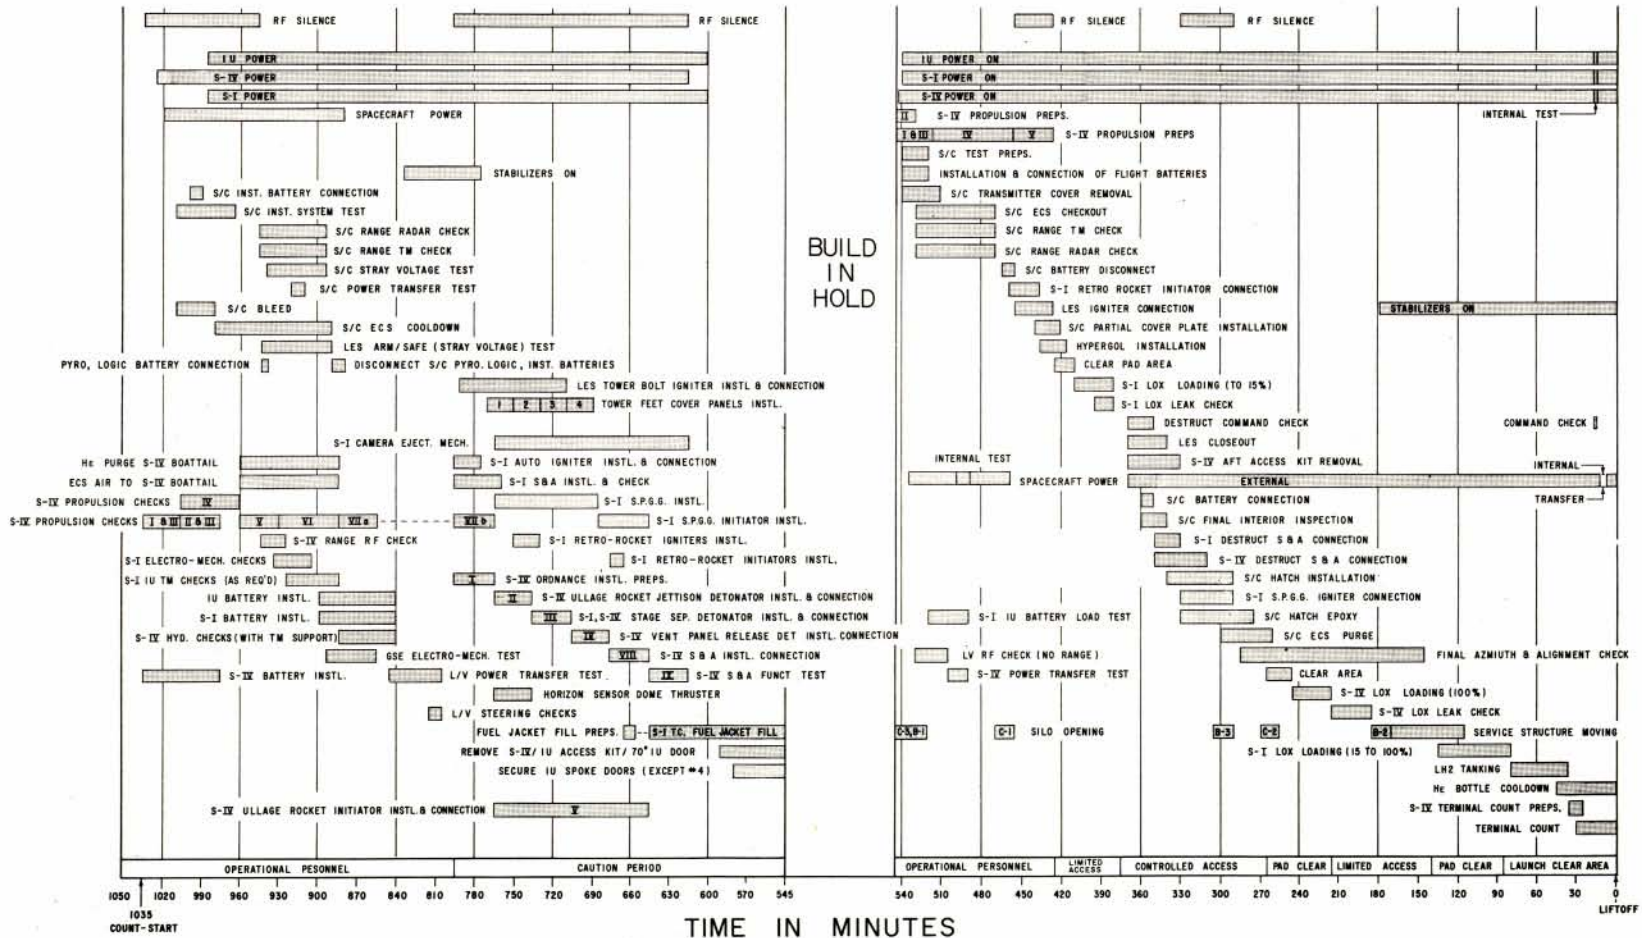 RF SILENCE RF SILENCE RF SILENCE RF SILENCE
IU POWER IU POWER ON
S-IV POWER S-I POWER ON
S-I POWER S-IV POWER ON
SPACECRAFT POWER II S-IV PROPULSION PREPS. INTERNAL TEST
I & III IV V S-IV PROPULSION PREPS
S/C TEST PREPS.
STABILIZERS ON INSTALLATION & CONNECTION OF FLIGHT BATTERIES
S/C INST. BATTERY CONNECTION S/C TRANSMITTER COVER REMOVAL
S/C INST. SYSTEM TEST S/C ECS CHECKOUT
S/C RANGE RADAR CHECK S/C RANGE TM CHECK
S/C RANGE TM CHECK S/C RANGE RADAR CHECK
BUILD
IN
HOLD
S/C STRAY VOLTAGE TEST S/C BATTERY DISCONNECT
S/C POWER TRANSFER TEST S-I RETRO ROCKET INITIATOR CONNECTION
S/C BLEED LES IGNITER CONNECTION STABILIZERS ON
S/C ECS COOLDOWN S/C PARTIAL COVER PLATE INSTALLATION
LES ARM/SAFE (STRAY VOLTAGE) TEST HYPERGOL INSTALLATION
PYRO, LOGIC BATTERY CONNECTION DISCONNECT S/C PYRO. LOGIC, INST. BATTERIES CLEAR PAD AREA
LES TOWER BOLT IGNITER INSTL & CONNECTION S-I LOX LOADING (TO 15%)
1 2 3 4 TOWER FEET COVER PANELS INSTL. S-I LOX LEAK CHECK
DESTRUCT COMMAND CHECK COMMAND CHECK
S-I CAMERA EJECT. MECH. LES CLOSEOUT
HE PURGE S-IV BOATTAIL S-I AUTO IGNITER INSTL. & CONNECTION INTERNAL TEST S-IV AFT ACCESS KIT REMOVAL INTERNAL
ECS AIR TO S-IV BOATTAIL S-I S&A INSTL. & CHECK SPACECRAFT POWER EXTERNAL
S-IV PROPULSION CHECKS IV S-I S.P.G.G. INSTL. S/C BATTERY CONNECTION TRANSFER
S-IV PROPULSION CHECKS I & III II & III V VI VII a VII b S-I S.P.G.G. INITIATOR INSTL. S/C FINAL INTERIOR INSPECTION
S-IV RANGE RF CHECK S-I RETRO-ROCKET IGNITERS INSTL. S-I DESTRUCT S & A CONNECTION
S-I ELECTRO-MECH. CHECKS S-I RETRO-ROCKET INITIATORS INSTL. S-IV DESTRUCT S & A CONNECTION
S-I IU TM CHECKS (AS REQ'D) I S-IV ORDNANCE INSTL. PREPS. S/C HATCH INSTALLATION
IU BATTERY INSTL. II S-IV ULLAGE ROCKET JETTISON DETONATOR INSTL. & CONNECTION S-I S.P.G.G. IGNITER CONNECTION
S-I BATTERY INSTL. III S-I, S-IV STAGE SEP. DETONATOR INSTL. & CONNECTION S-I IU BATTERY LOAD TEST S/C HATCH EPOXY
S-IV HYD. CHECKS (WITH TM SUPPORT) IV S-IV VENT PANEL RELEASE DET INSTL. CONNECTION S/C ECS PURGE
GSE ELECTRO-MECH. TEST VIII S-IV S & A INSTL. CONNECTION LV RF CHECK (NO RANGE) FINAL AZMIUTH & ALIGNMENT CHECK
S-IV BATTERY INSTL. L/V POWER TRANSFER TEST IX S-IV S & A FUNCT TEST S-IV POWER TRANSFER TEST CLEAR AREA
HORIZON SENSOR DOME THRUSTER S-IV LOX LOADING (100%)
L/V STEERING CHECKS S-IV LOX LEAK CHECK
FUEL JACKET FILL PREPS. S-I T.C. FUEL JACKET FILL C-3, B-1 C-1 SILO OPENING B-3 C-2 B-2 SERVICE STRUCTURE MOVING
REMOVE S-IV/IU ACCESS KIT/70° IU DOOR S-I LOX LOADING (15 TO 100%)
SECURE IU SPOKE DOORS (EXCEPT #4) LH2 TANKING
HE BOTTLE COOLDOWN
S-IV ULLAGE ROCKET INITIATOR INSTL. & CONNECTION V S-IV TERMINAL COUNT PREPS.
TERMINAL COUNT
OPERATIONAL PESONNEL CAUTION PERIOD OPERATIONAL PERSONNEL LIMITED ACCESS CONTROLLED ACCESS PAD CLEAR LIMITED ACCESS PAD CLEAR LAUNCH CLEAR AREA
1050 1020 990 960 930 900 870 840 810 780 750 720 690 660 630 600 570 545 540 510 480 450 420 390 360 330 300 270 240 210 180 150 120 90 60 30 0
1035
COUNT-START
LIFTOFF
TIME IN MINUTES